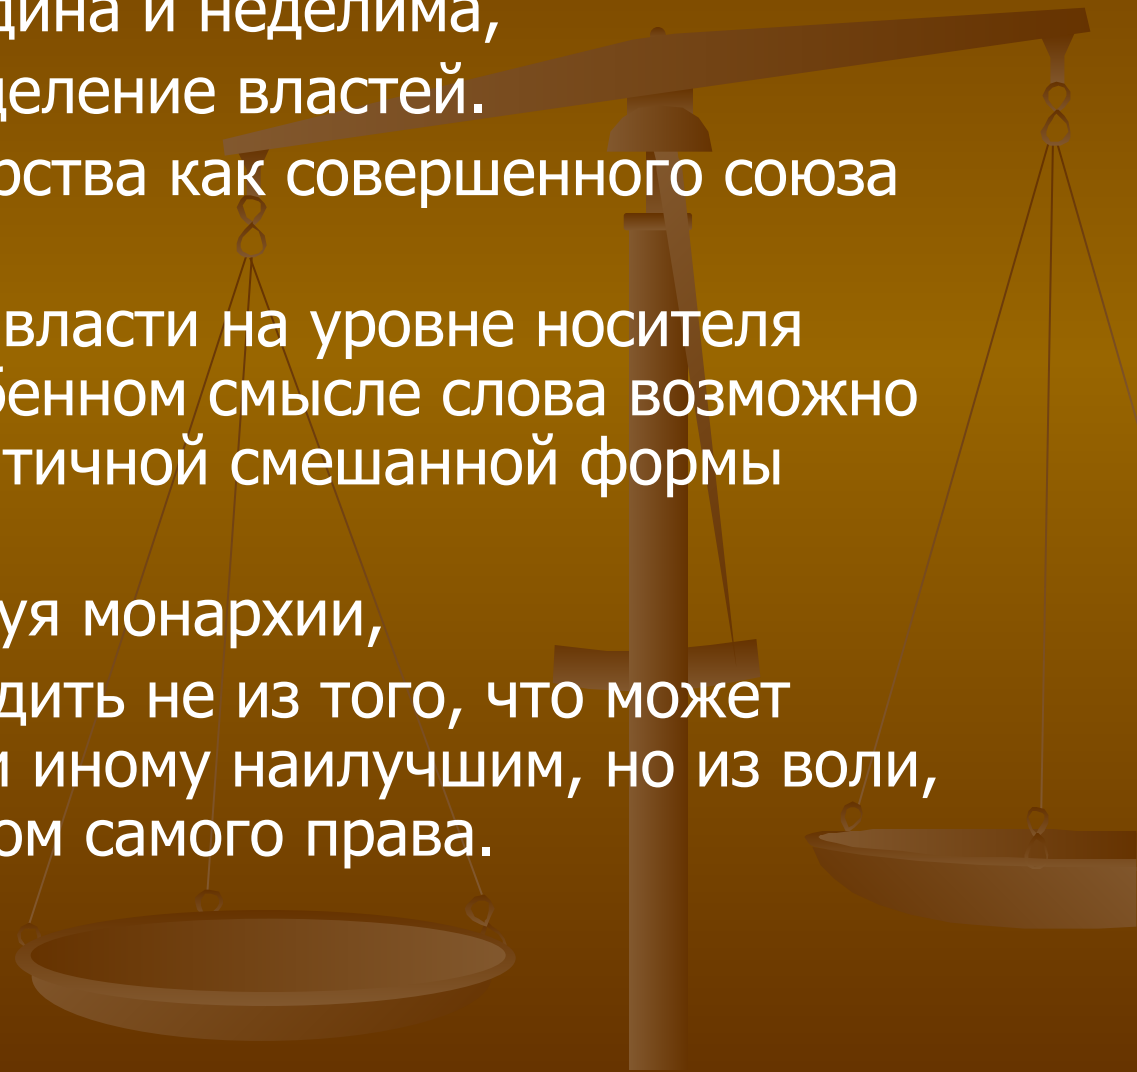 дина и неделима,
деление властей.
рства как совершенного союза
власти на уровне носителя
бенном смысле слова возможно
тичной смешанной формы
уя монархии,
дить не из того, что может
и иному наилучшим, но из воли,
ом самого права.